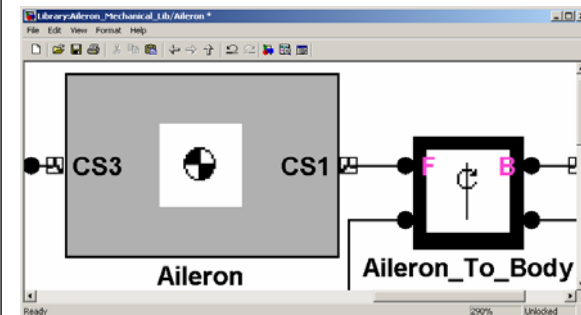 Library:Aileron_Mechanical_Lib/Aileron *
File Edit View Format Help
CS3 CS1 F B
Aileron Aileron_To_Body
Ready 290% Unlocked